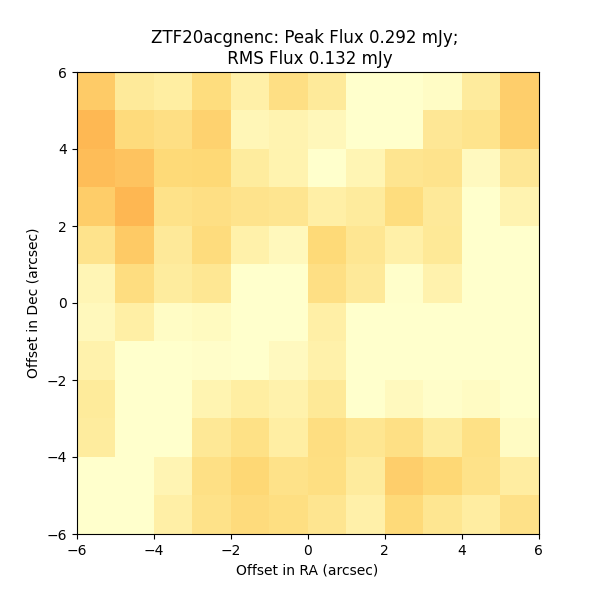 ZTF20acgnenc: Peak Flux 0.292 mJy;
RMS Flux 0.132 mJy
6
4
2
0
−2
−4
−6
Offset in Dec (arcsec)
−6 −4 −2 0 2 4 6
Offset in RA (arcsec)